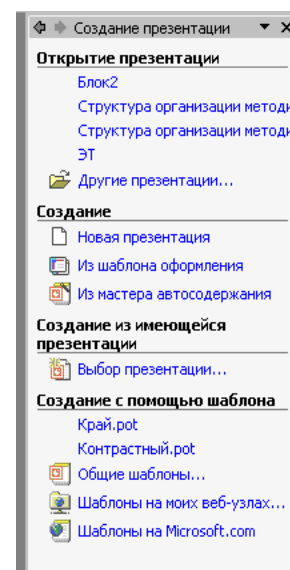 Создание презентации
Открытие презентации
Блок2
Структура организации
Структура организации
ЭТ
Другие презентации...
Создание
Новая презентация
Из шаблона оформления
Из мастера автосодержания
Создание из имеющейся
презентации
Выбор презентации...
Создание с помощью шаблона
Край.pot
Контрастный.pot
Общие шаблоны...
Шаблоны на моих веб-узлах...
Шаблоны на Microsoft.com